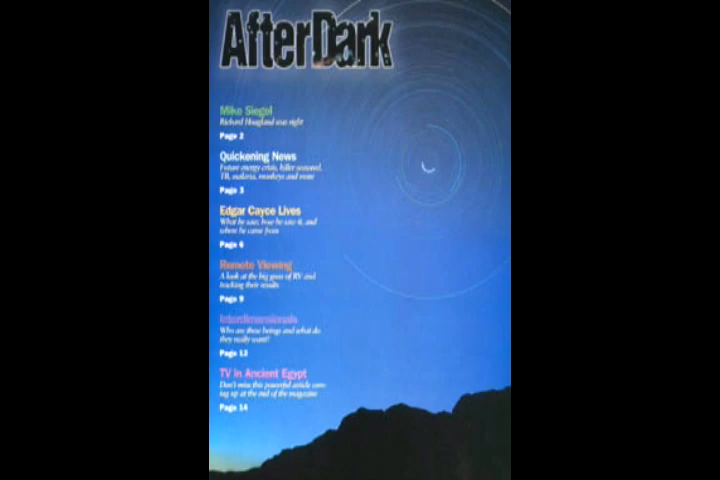 AfterDark
Mike Siegel
Richard Hoagland was right
Page 2
Quickening News
Future energy crisis, killer seaweed,
TB, malaria, monkeys and more
Page 3
Edgar Cayce Lives
What he saw, how he saw it, and
where he came from
Page 6
Remote Viewing
A look at the big guns of RV and
tracking their results
Page 9
Interdimensionals
Who are these beings and what do
they really want?
Page 12
TV in Ancient Egypt
Don't miss this powerful article com-
ing up at the end of the magazine
Page 14